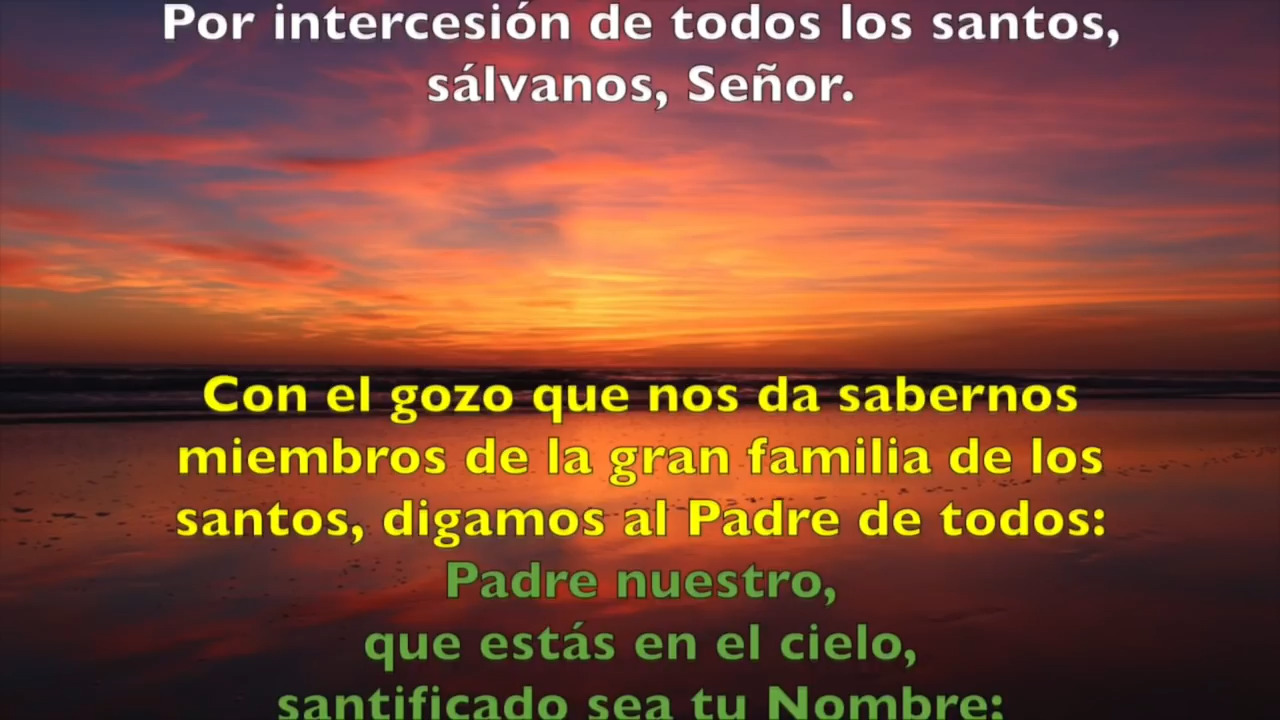 Por intercesión de todos los santos,
sálvanos, Señor.
Con el gozo que nos da sabernos
miembros de la gran familia de los
santos, digamos al Padre de todos:
Padre nuestro,
que estás en el cielo,
santificado sea tu Nombre;